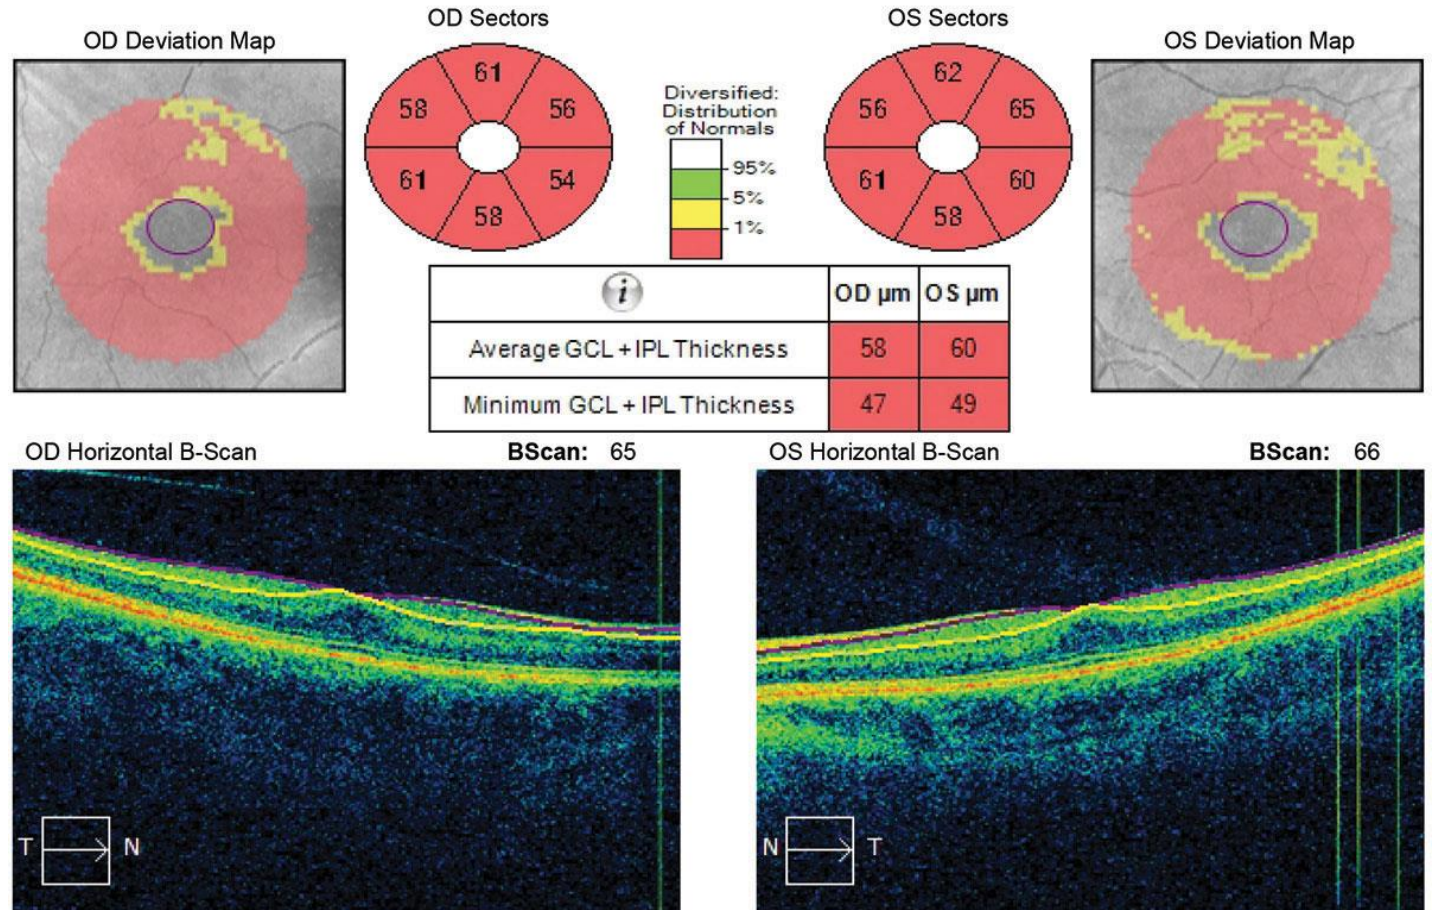 OD Deviation Map
OD Sectors
OS Sectors
OS Deviation Map
61
58
56
61
54
58
Diversified:
Distribution
of Normals
95%
5%
1%
62
56
65
61
60
58
i
OD µm
OS µm
Average GCL + IPL Thickness
58
60
Minimum GCL + IPL Thickness
47
49
OD Horizontal B-Scan
BScan: 65
OS Horizontal B-Scan
BScan: 66
T
N
N
T